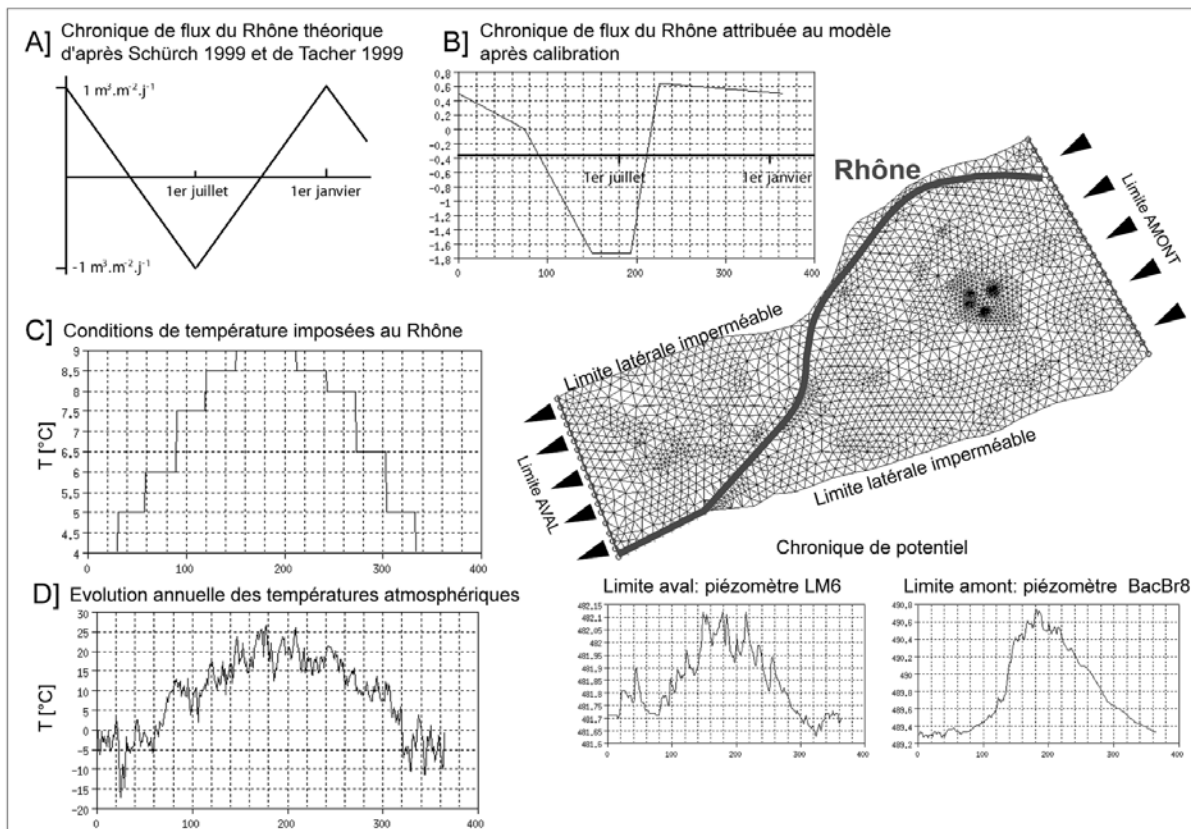 A] Chronique de flux du Rhône théorique
d'après Schürch 1999 et de Tacher 1999
1 m³.m⁻².j⁻¹
1er juillet
1er janvier
-1 m³.m⁻².j⁻¹
B] Chronique de flux du Rhône attribuée au modèle
après calibration
0,8
0,6
0,4
0,2
0
-0,4
-0,6
-0,8
-1
-1,2
-1,4
-1,6
-1,8
1er juillet
1er janvier
0 100 200 300 400
Rhône
Limite AMONT
Limite latérale imperméable
Limite latérale imperméable
Limite AVAL
C] Conditions de température imposées au Rhône
T [°C]
9
8,5
8
7,5
6,5
6
5,5
5
4,5
4
0 100 200 300 400
D] Evolution annuelle des températures atmosphériques
T [°C]
30
25
20
15
10
5
0
-5
-10
-15
-20
0 100 200 300 400
Chronique de potentiel
Limite aval: piézomètre LM6
482,15
482,1
482,05
482
481,95
481,9
481,85
481,8
481,75
481,7
481,65
481,6
0 100 200 300 400
Limite amont: piézomètre BacBr8
490,8
490,6
490,4
490,2
490
489,8
489,6
489,4
489,2
0 100 200 300 400